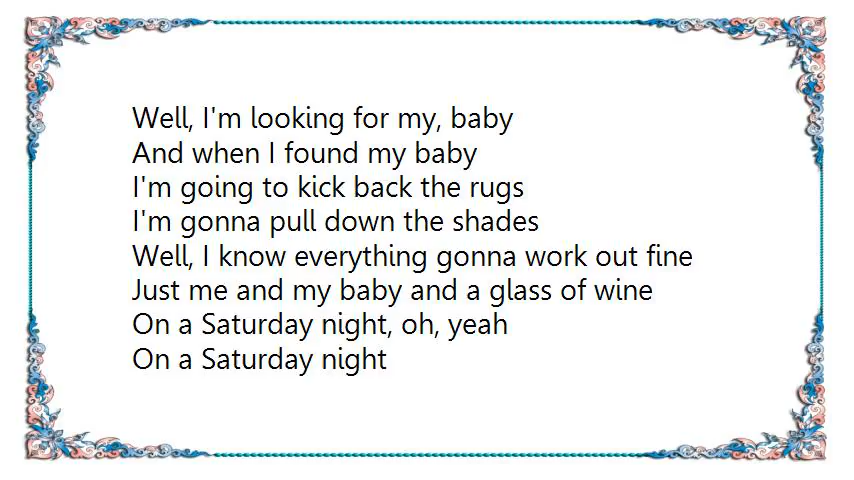 Well, I'm looking for my, baby
And when I found my baby
I'm going to kick back the rugs
I'm gonna pull down the shades
Well, I know everything gonna work out fine
Just me and my baby and a glass of wine
On a Saturday night, oh, yeah
On a Saturday night